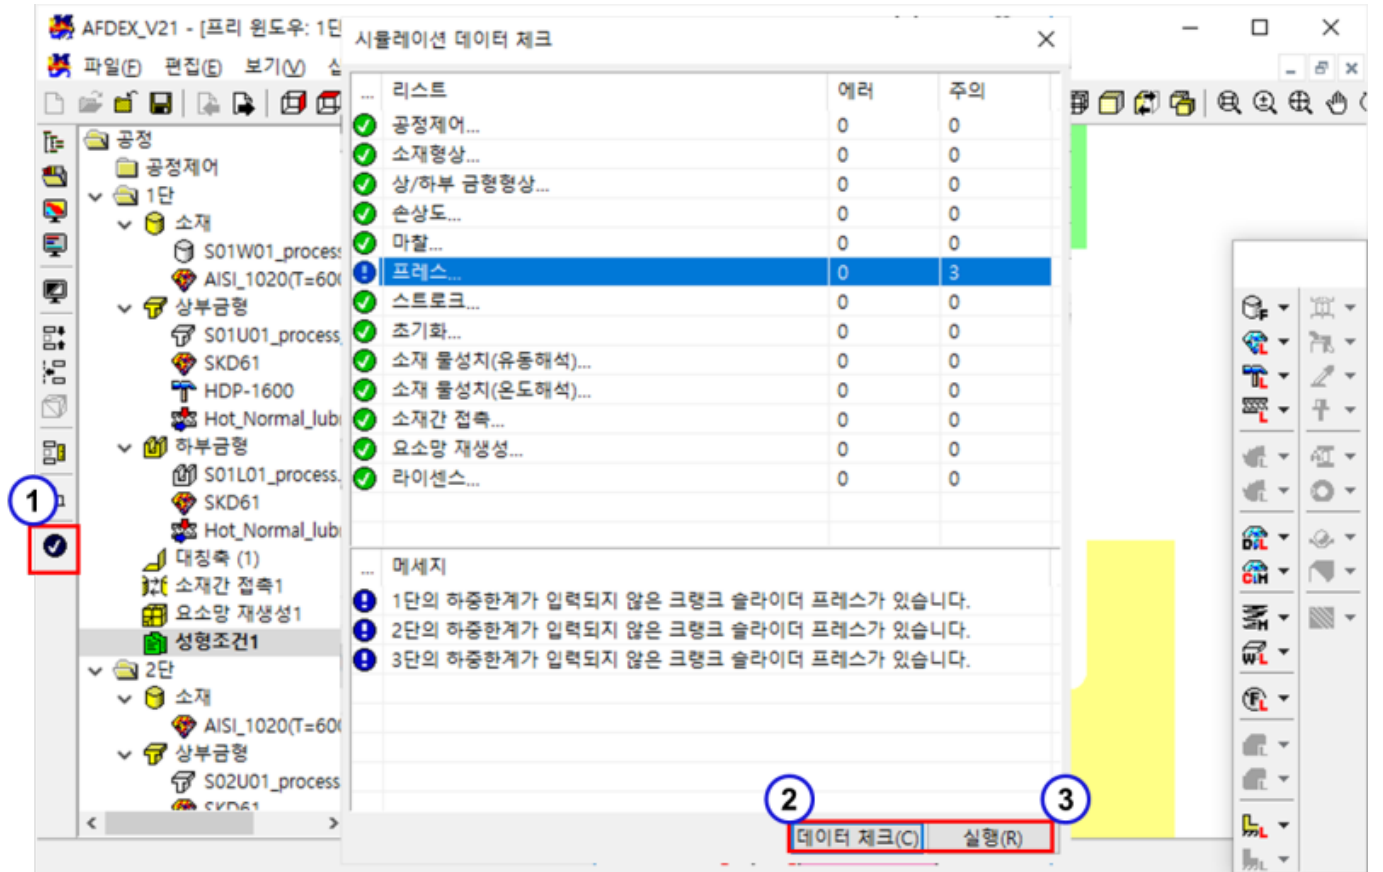 AFDEX_V21 - [프리 윈도우: 1단
파일(F) 편집(E) 보기(V)
공정
공정제어
1단
소재
S01W01_process
AISI_1020(T=600
상부금형
S01U01_process_
SKD61
HDP-1600
Hot_Normal_lub
하부금형
S01L01_process.
SKD61
Hot_Normal_lub
대칭축 (1)
소재간 접촉1
요소망 재생성1
성형조건1
2단
소재
AISI_1020(T=600
상부금형
S02U01_process
SKD61
1
시뮬레이션 데이터 체크
... 리스트 에러 주의
공정제어... 0 0
소재형상... 0 0
상/하부 금형형상... 0 0
손상도... 0 0
마찰... 0 0
프레스... 0 3
스트로크... 0 0
초기화... 0 0
소재 물성치(유동해석)... 0 0
소재 물성치(온도해석)... 0 0
소재간 접촉... 0 0
요소망 재생성... 0 0
라이센스... 0 0
... 메세지
1단의 하중한계가 입력되지 않은 크랭크 슬라이더 프레스가 있습니다.
2단의 하중한계가 입력되지 않은 크랭크 슬라이더 프레스가 있습니다.
3단의 하중한계가 입력되지 않은 크랭크 슬라이더 프레스가 있습니다.
2 3
데이터 체크(C) 실행(R)